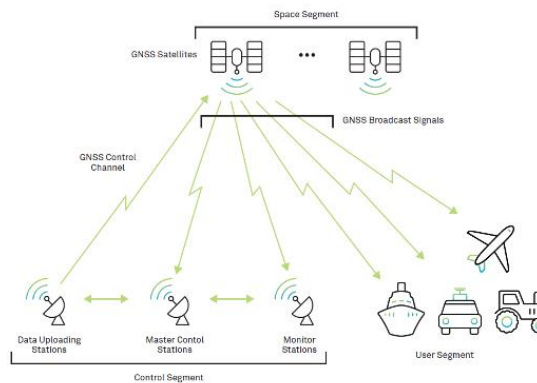 Space Segment
GNSS Satellites
GNSS Broadcast Signals
GNSS Control
Channel
Data Uploading
Stations
Master Contol
Stations
Monitor
Stations
User Segment
Control Segment